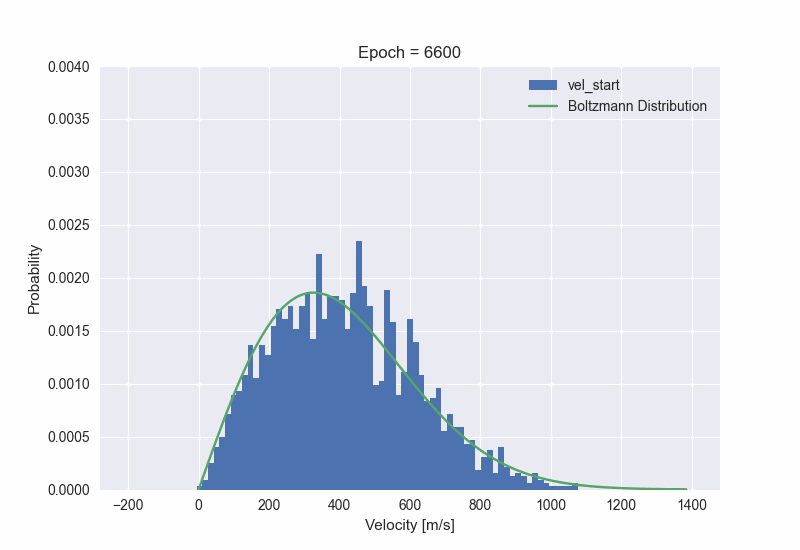 Epoch = 6600
0.0040
0.0035
0.0030
0.0025
0.0020
0.0015
0.0010
0.0005
0.0000
Probability
vel_start
Boltzmann Distribution
−200 0 200 400 600 800 1000 1200 1400
Velocity [m/s]